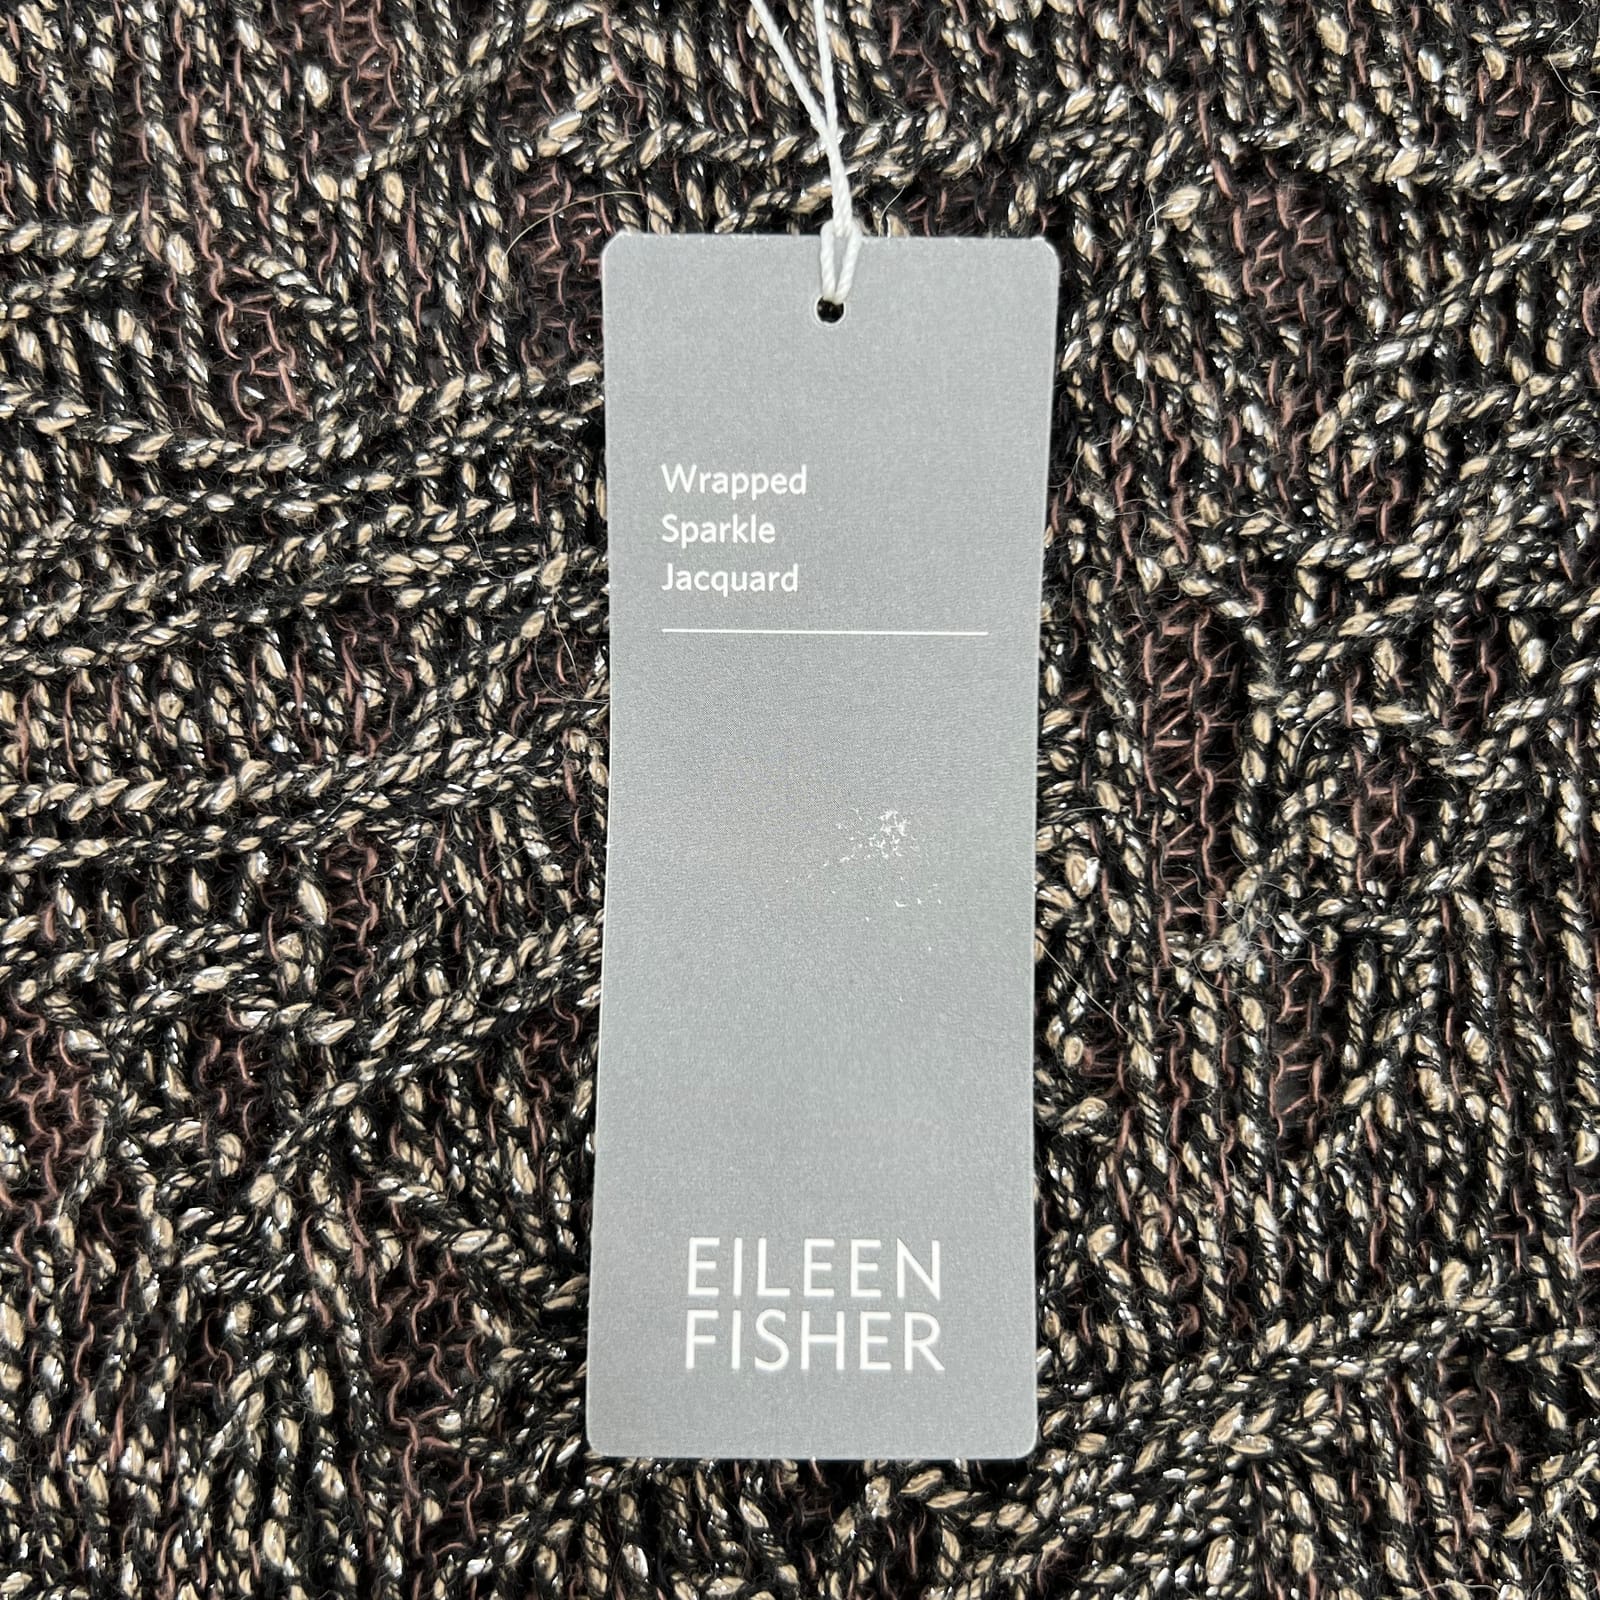 Wrapped
Sparkle
Jacquard
EILEEN
FISHER